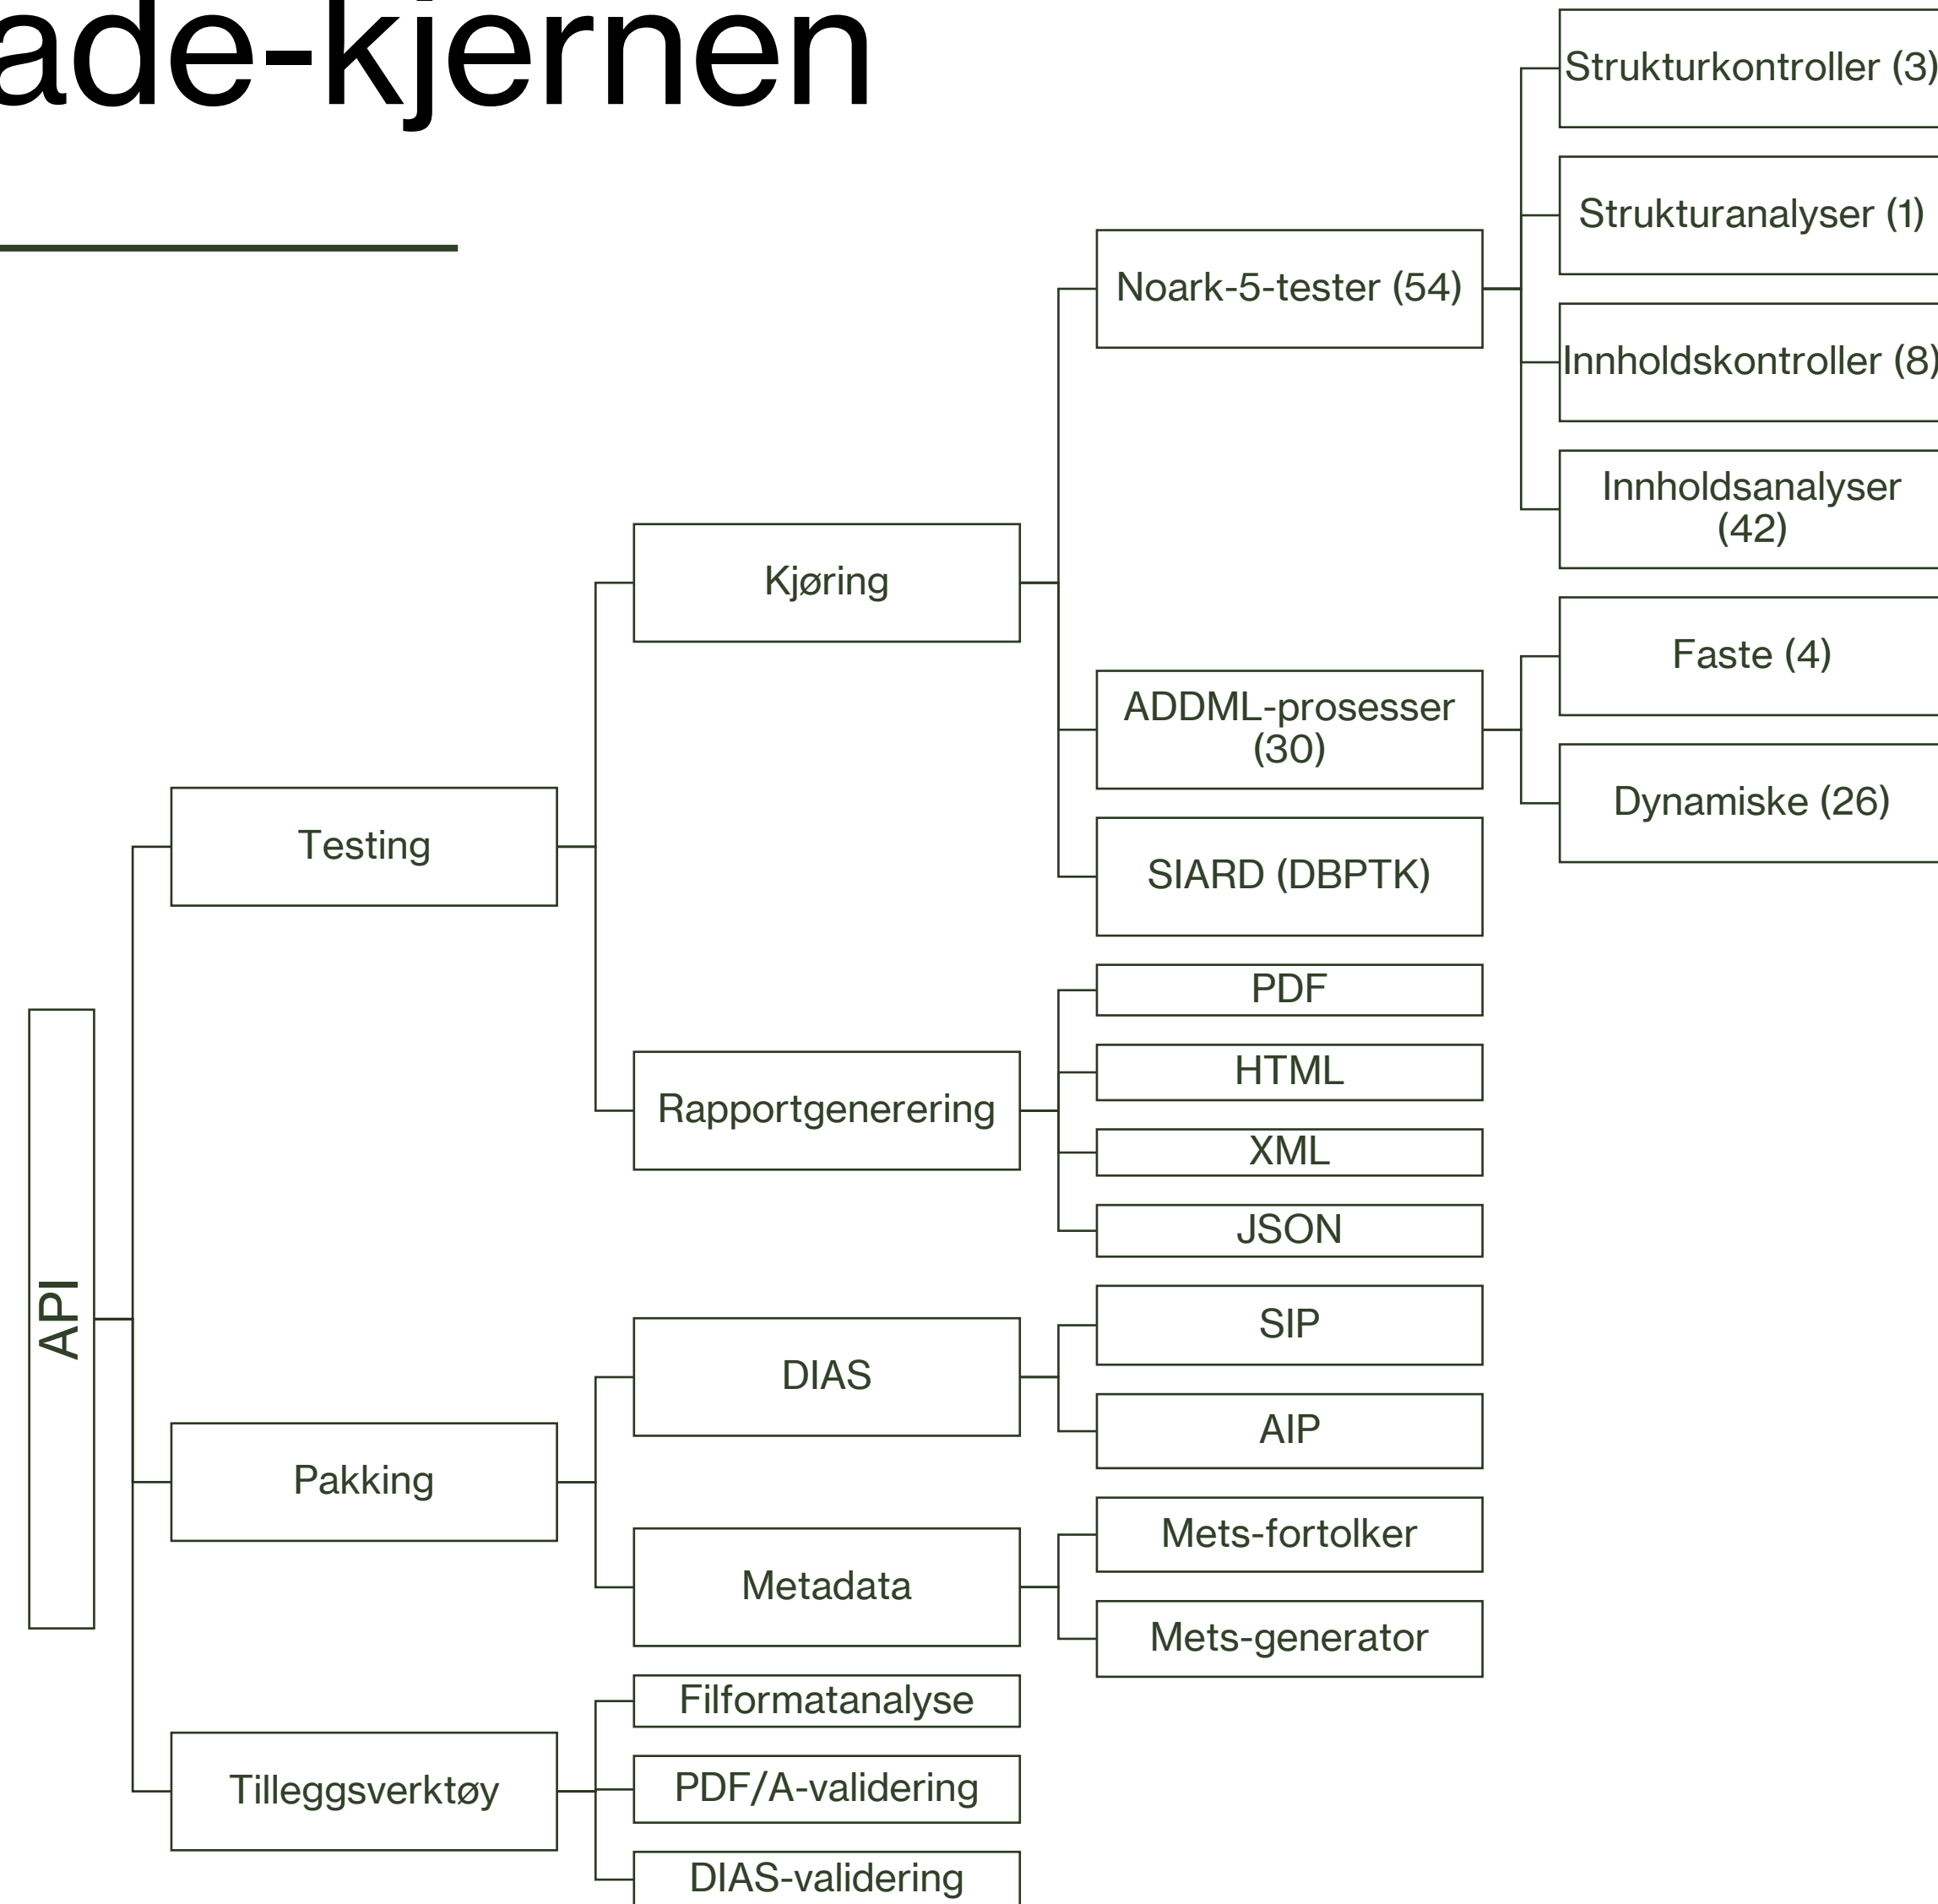 ade-kjernen
API
Testing
Kjøring
Noark-5-tester (54)
Strukturkontroller (3)
Strukturanalyser (1)
Innholdskontroller (8)
Innholdsanalyser
(42)
ADDML-prosesser
(30)
Faste (4)
Dynamiske (26)
SIARD (DBPTK)
Rapportgenerering
PDF
HTML
XML
JSON
Pakking
DIAS
SIP
AIP
Metadata
Mets-fortolker
Mets-generator
Tilleggsverktøy
Filformatanalyse
PDF/A-validering
DIAS-validering